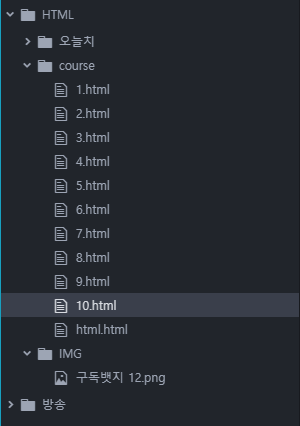 HTML
오늘치
course
1.html
2.html
3.html
4.html
5.html
6.html
7.html
8.html
9.html
10.html
html.html
IMG
구독뱃지 12.png
방송